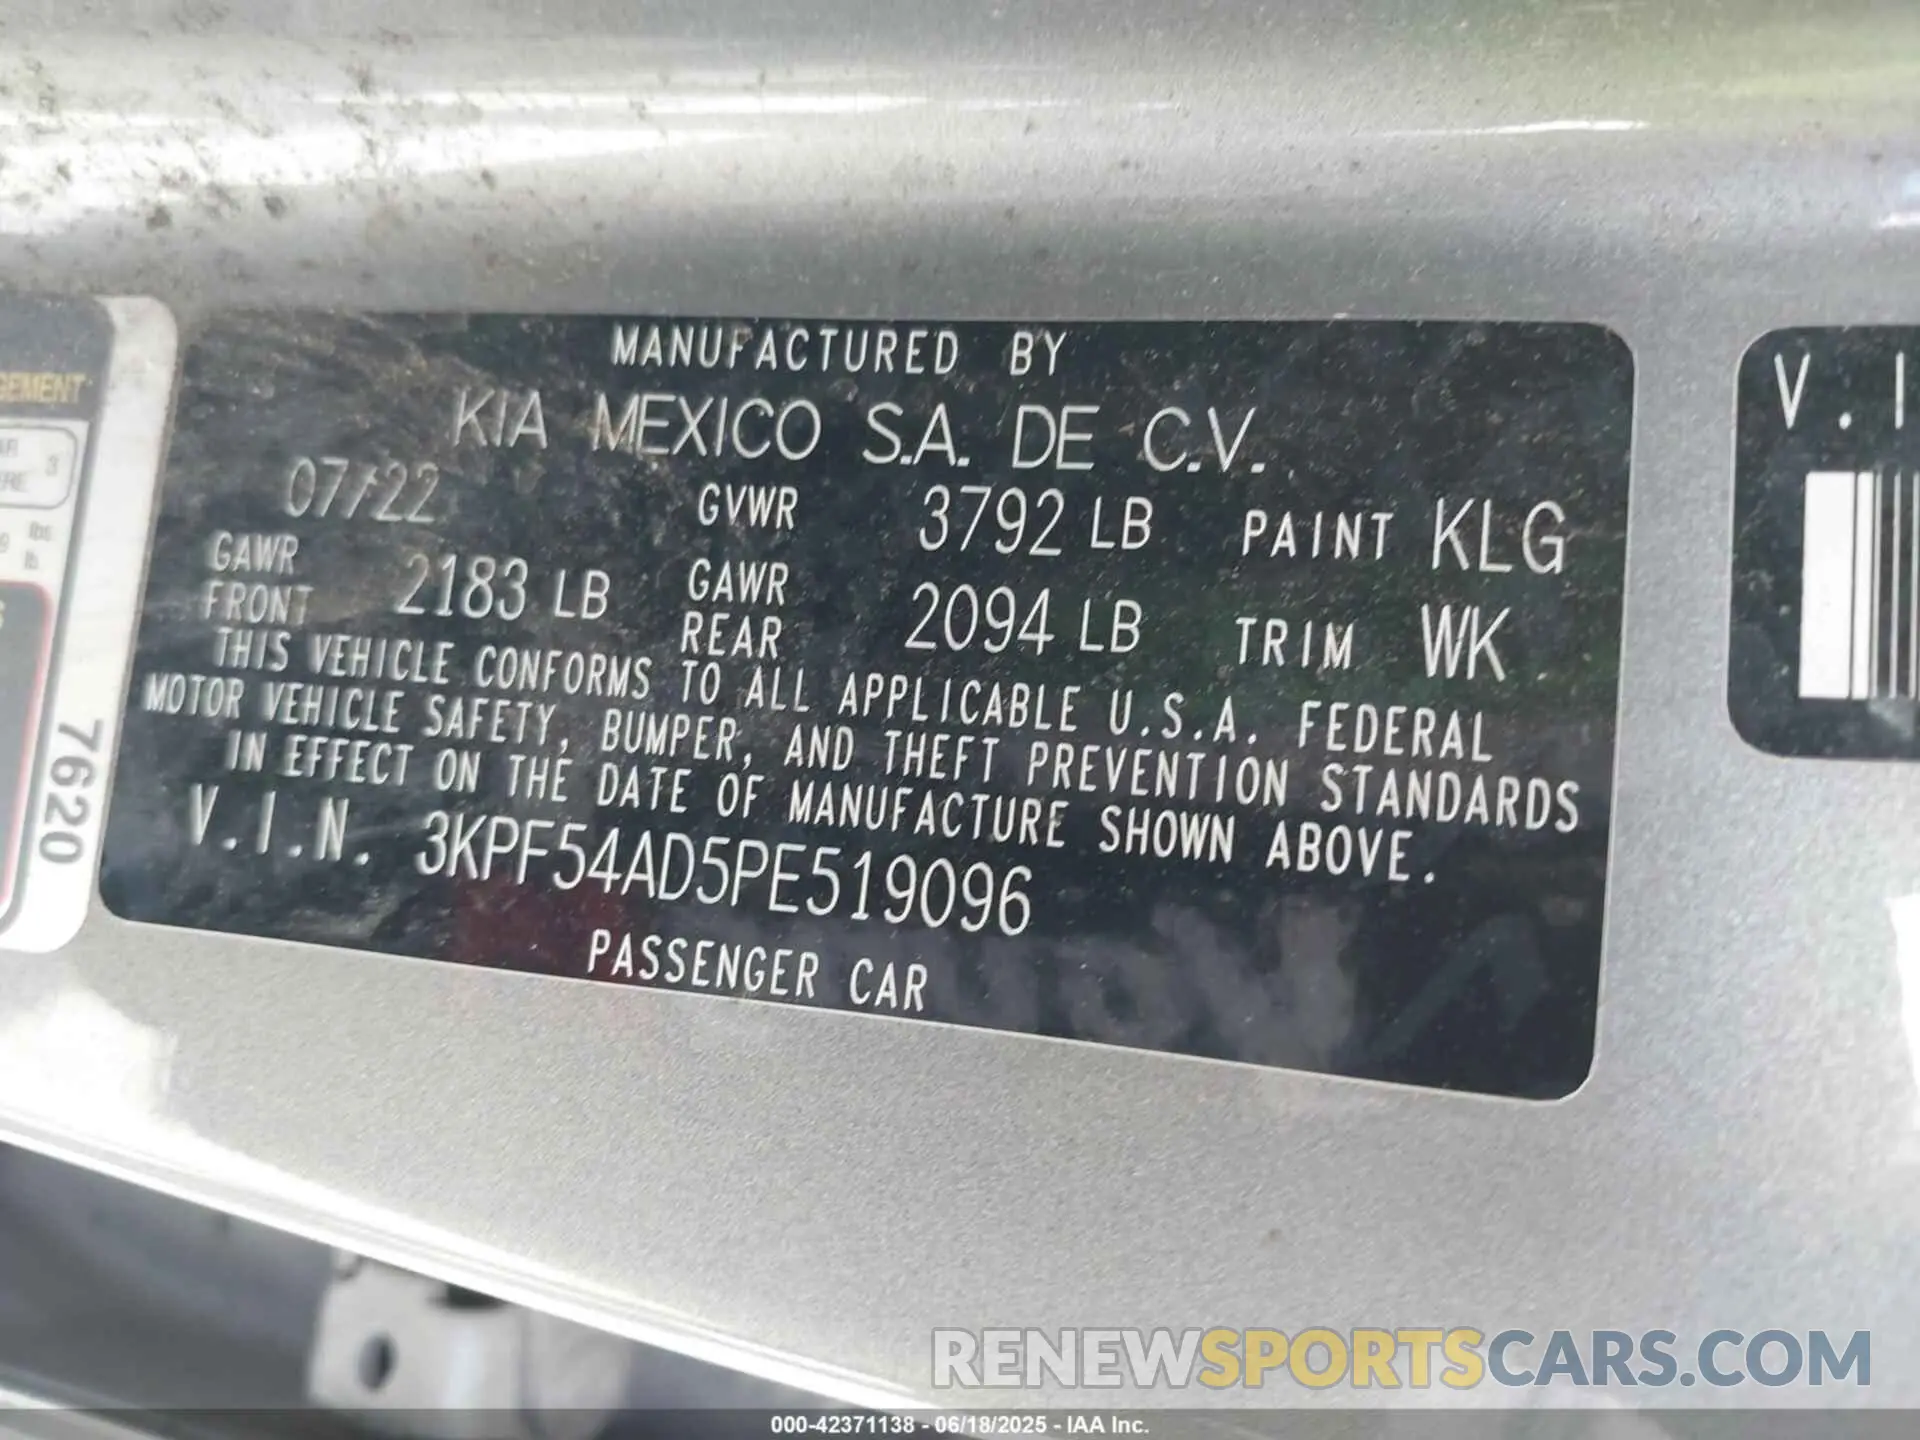 MANUFACTURED BY
KIA MEXICO S.A. DE C.V.
07/22 GVWR 3792 LB PAINT KLG
GAWR FRONT 2183 LB GAWR REAR 2094 LB TRIM WK
THIS VEHICLE CONFORMS TO ALL APPLICABLE U.S.A. FEDERAL
MOTOR VEHICLE SAFETY, BUMPER, AND THEFT PREVENTION STANDARDS
IN EFFECT ON THE DATE OF MANUFACTURE SHOWN ABOVE.
V.I.N. 3KPF54AD5PE519096
PASSENGER CAR
7620
3
lbs
lb
V.I
RENEWSPORTSCARS.COM
000-42371138 - 06/18/2025 - IAA Inc.